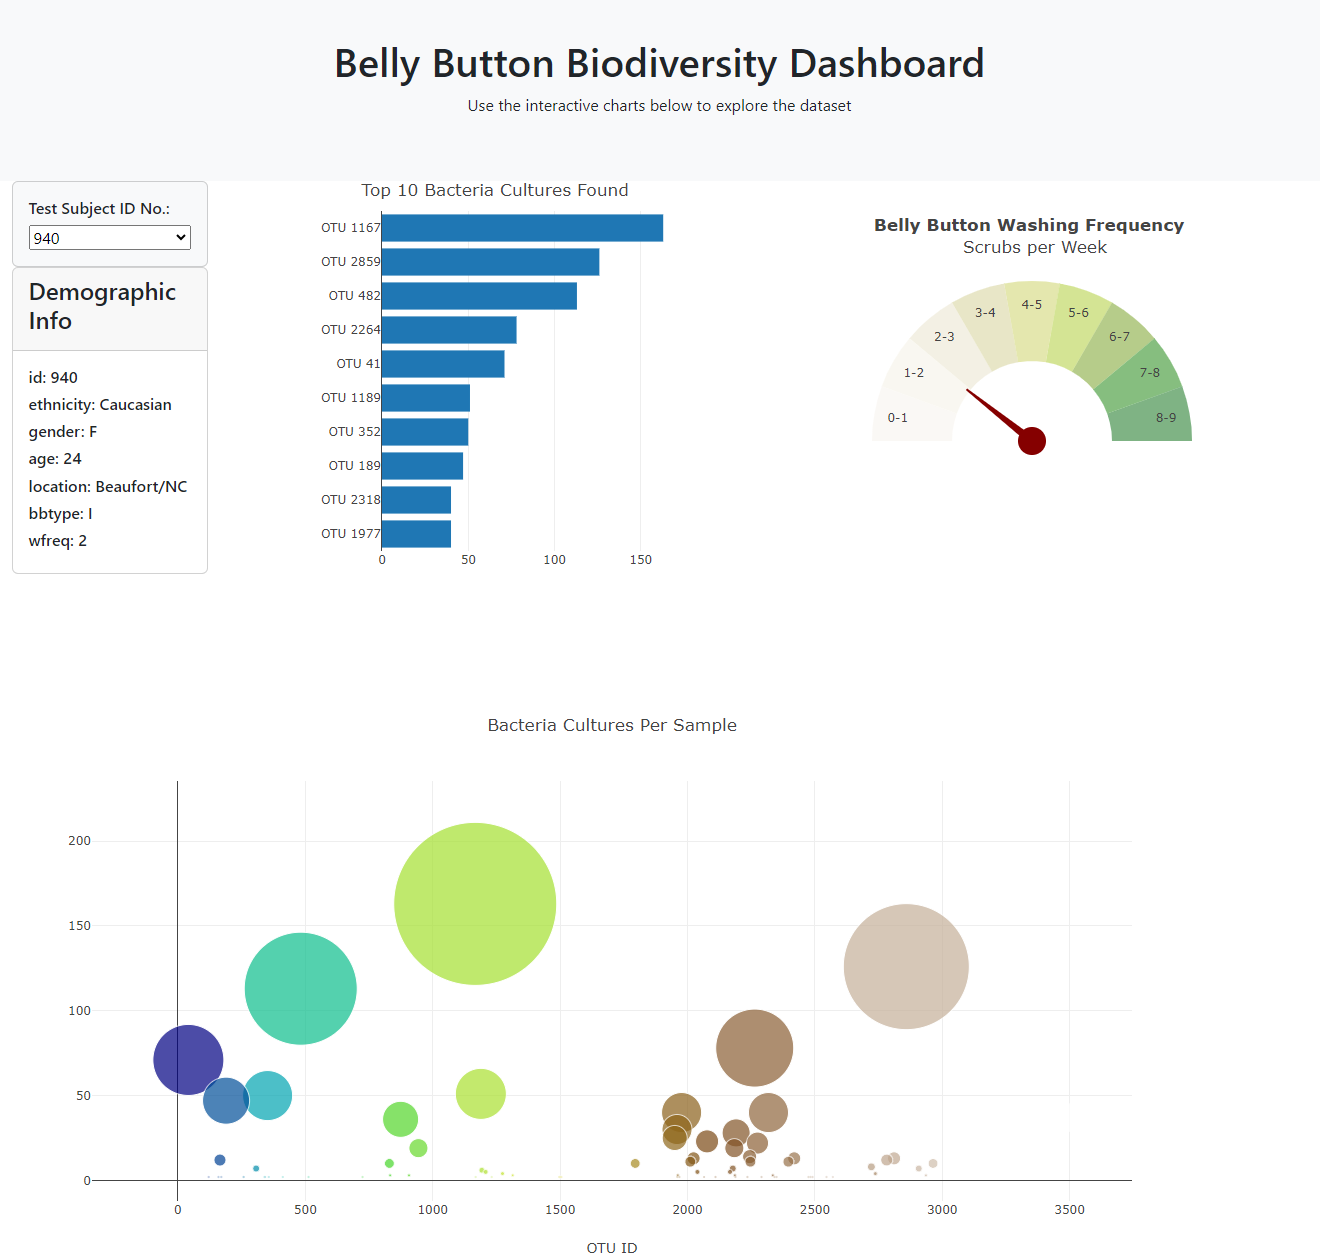 Belly Button Biodiversity Dashboard
Use the interactive charts below to explore the dataset
Test Subject ID No.:
940
Demographic
Info
id: 940
ethnicity: Caucasian
gender: F
age: 24
location: Beaufort/NC
bbtype: I
wfreq: 2
Top 10 Bacteria Cultures Found
OTU 1167
OTU 2859
OTU 482
OTU 2264
OTU 41
OTU 1189
OTU 352
OTU 189
OTU 2318
OTU 1977
0 50 100 150
Belly Button Washing Frequency
Scrubs per Week
0-1
1-2
2-3
3-4
4-5
5-6
6-7
7-8
8-9
Bacteria Cultures Per Sample
200
150
100
50
0
0 500 1000 1500 2000 2500 3000 3500
OTU ID